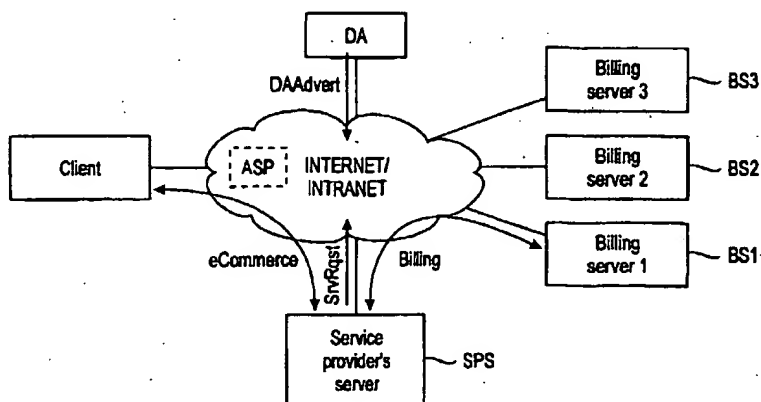 DA
DAAdvert
Billing
server 3
BS3
Client
ASP
INTERNET/
INTRANET
Billing
server 2
BS2
eCommerce
SrvRqst
Billing
Billing
server 1
BS1
Service
provider's
server
SPS